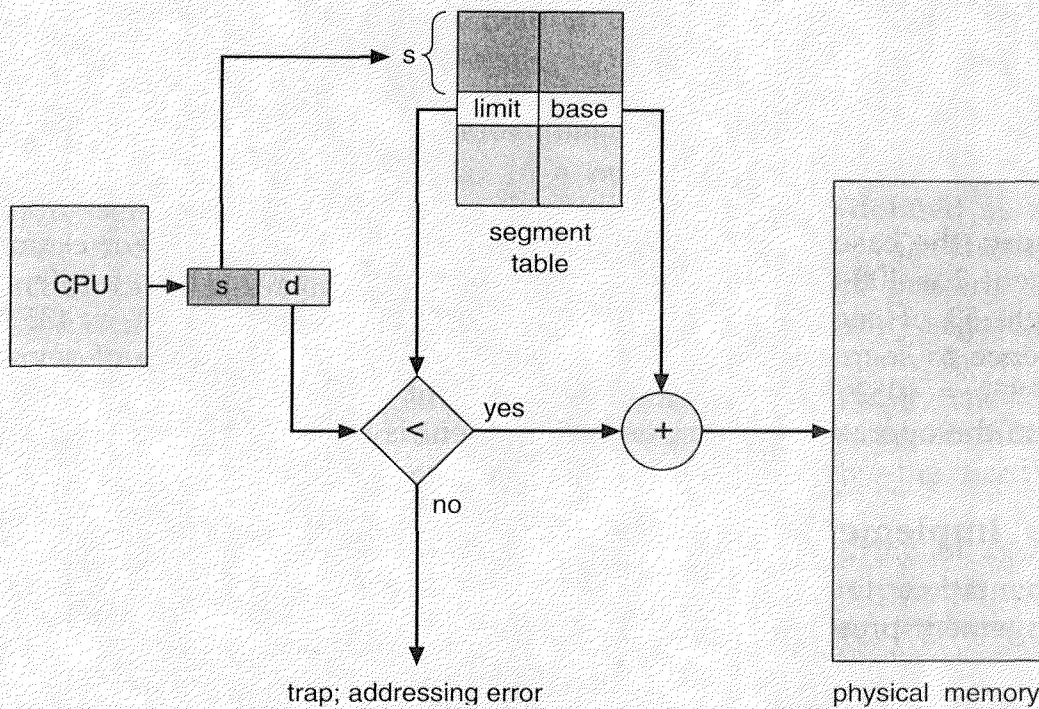 s
limit base
segment
table
CPU
s d
<
yes
+
no
trap; addressing error
physical memory